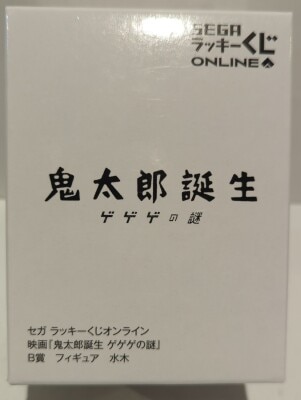 SEGA
ラッキーくじ
ONLINE
鬼太郎誕生
ゲゲゲの謎
セガ ラッキーくじオンライン
映画『鬼太郎誕生 ゲゲゲの謎』
B賞 フィギュア 水木